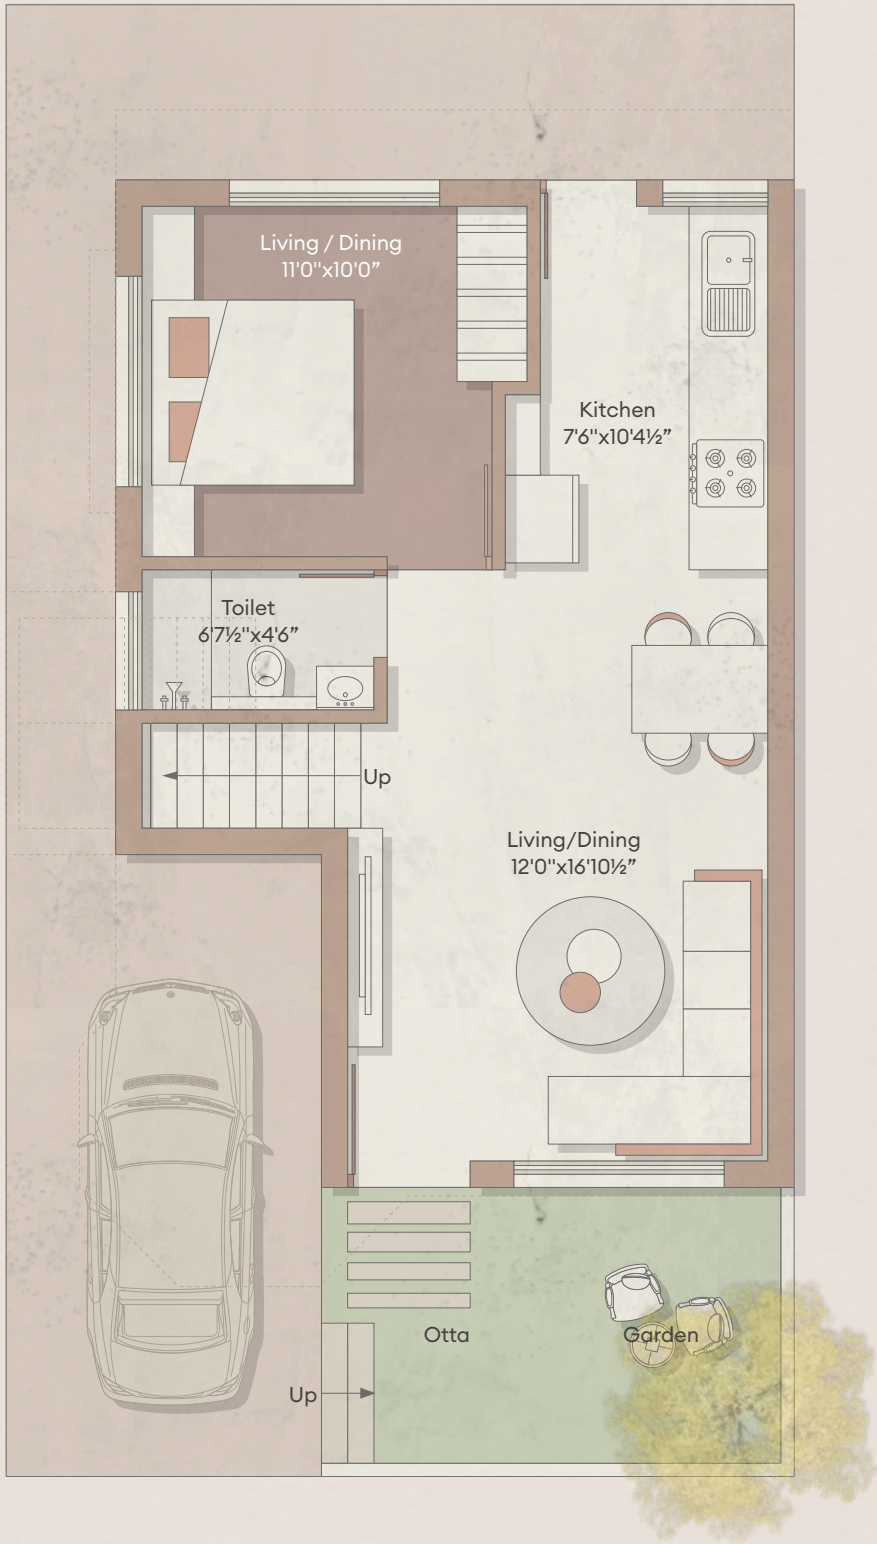 Living / Dining
11'0"x10'0”
Kitchen
7'6"x10'4½”
Toilet
6'7½"x4'6”
Up
Living/Dining
12'0"x16'10½”
Otta
Garden
Up